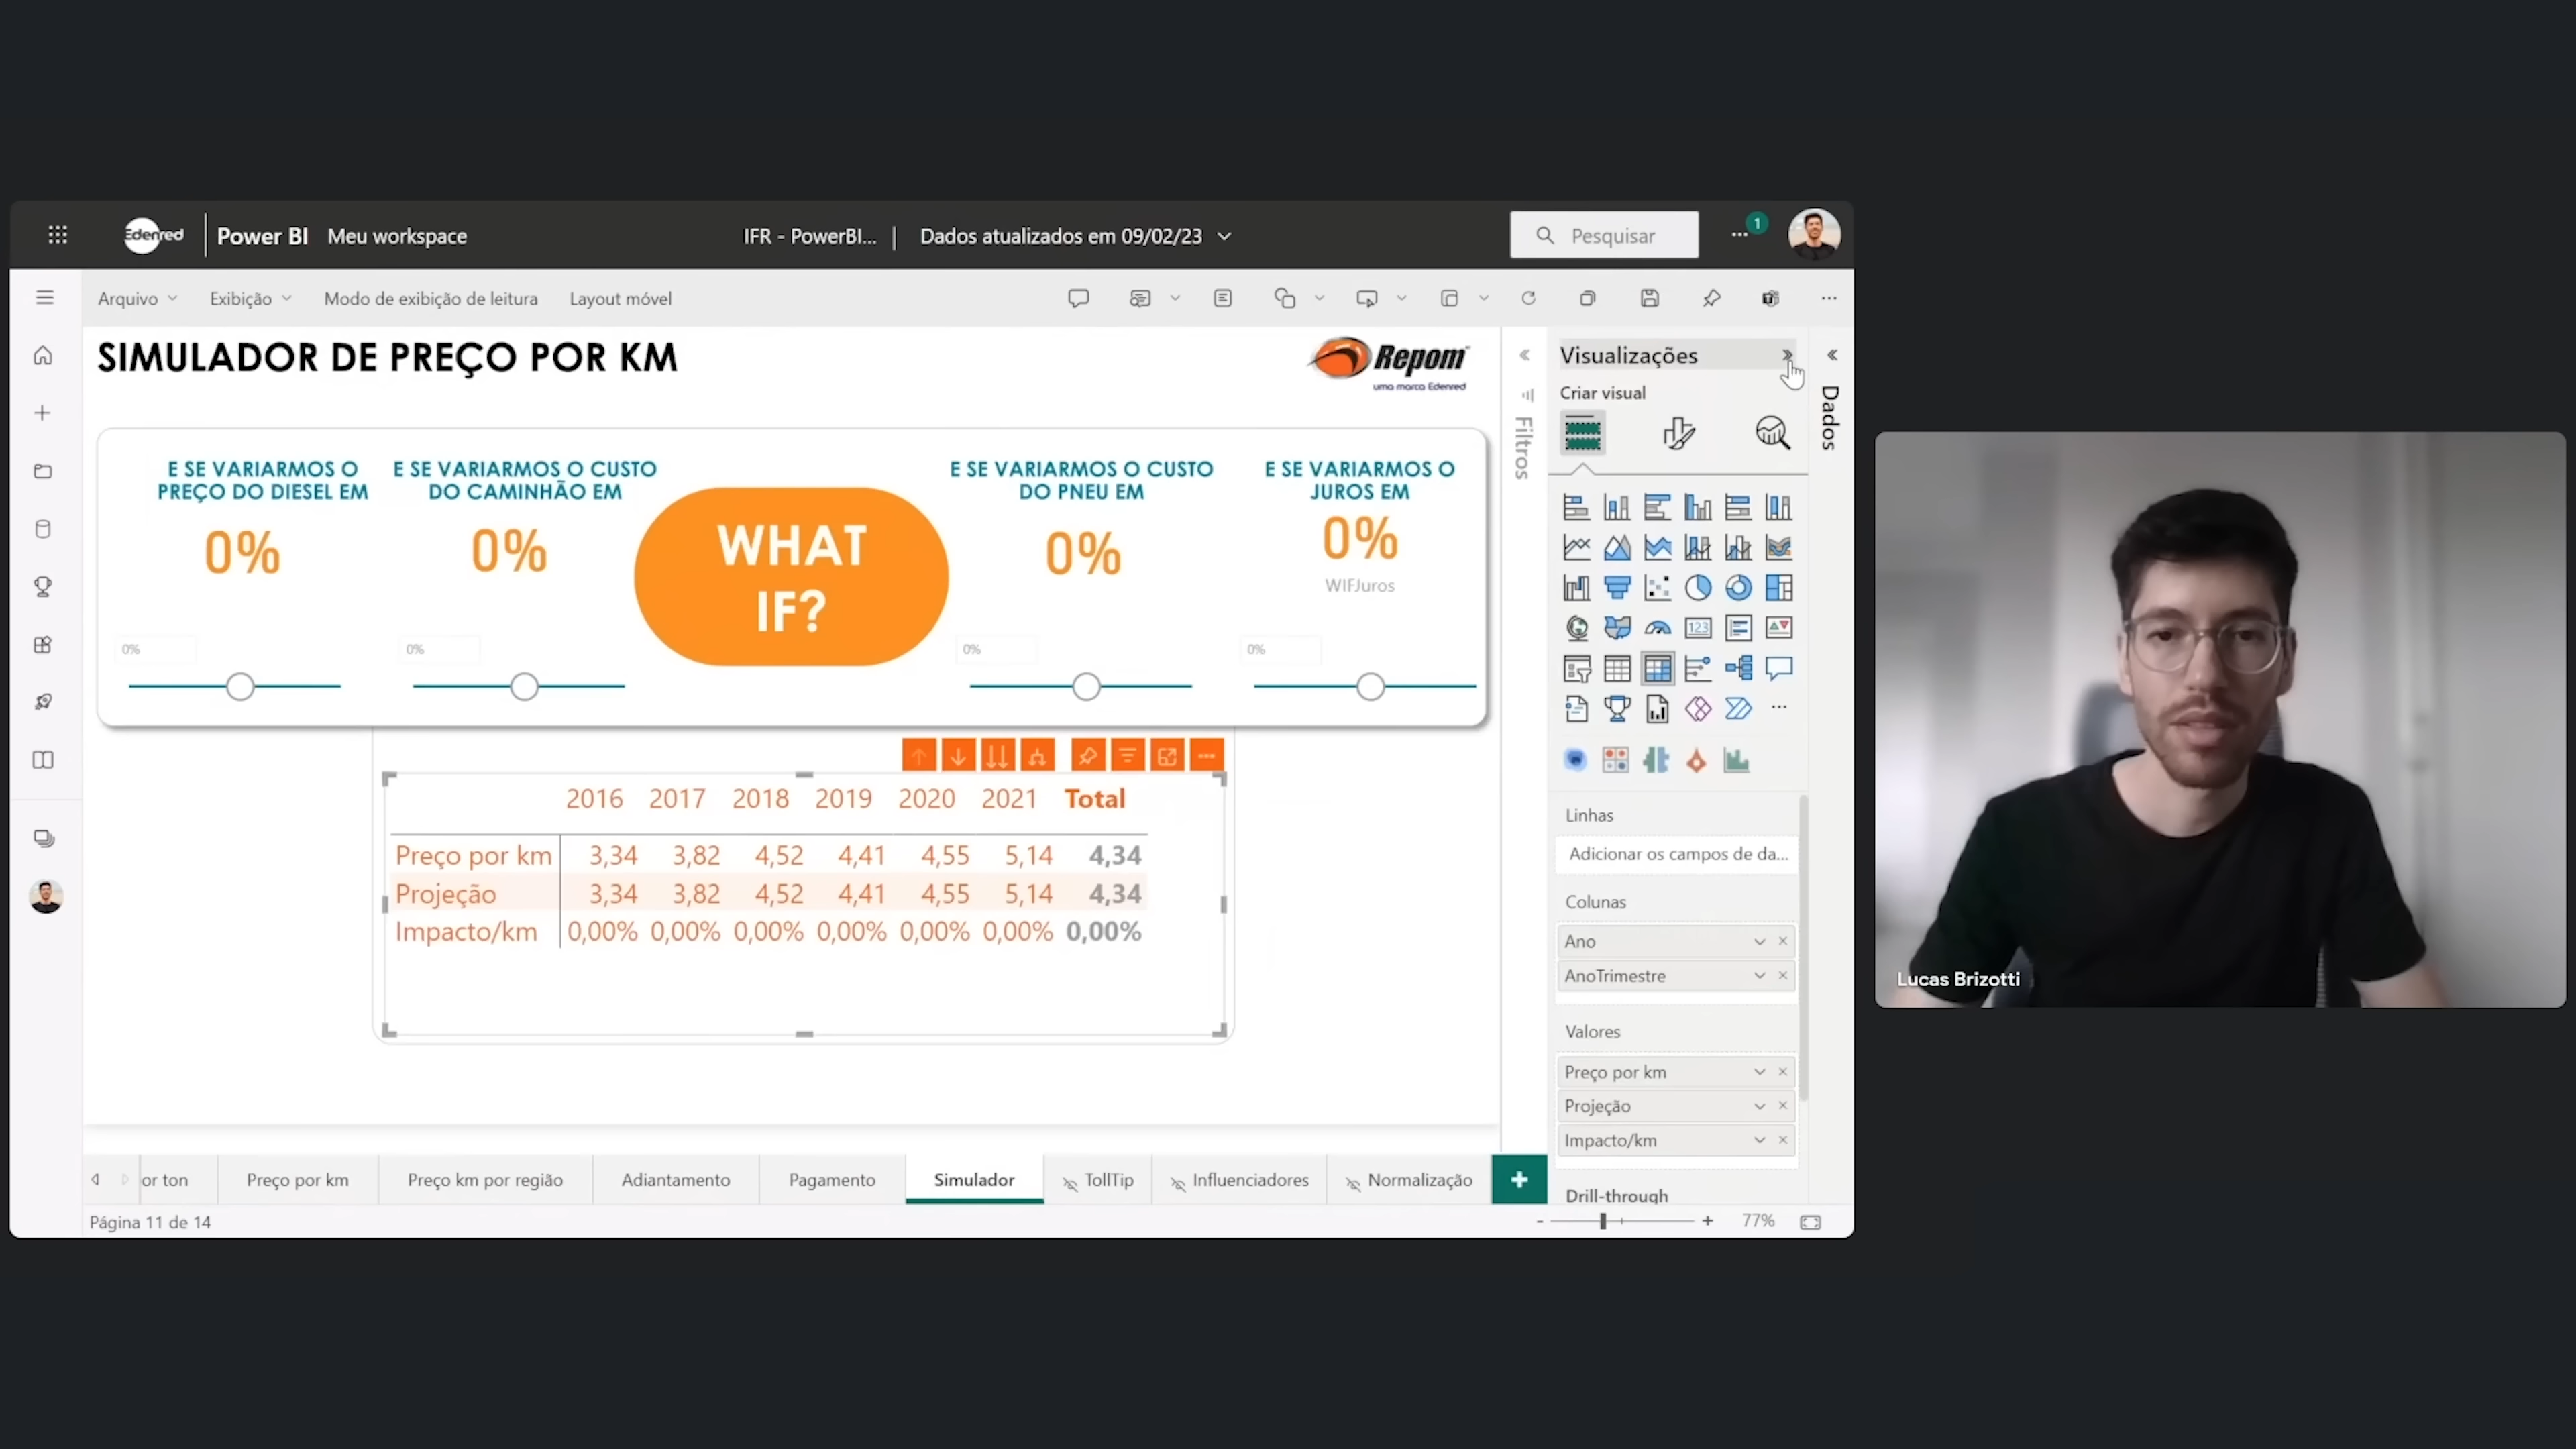 Edenred
Power BI Meu workspace
IFR - PowerBI... | Dados atualizados em 09/02/23
Pesquisar
1
Arquivo
Exibição
Modo de exibição de leitura
Layout móvel
SIMULADOR DE PREÇO POR KM
Repom
uma marca Edenred
E SE VARIARMOS O
PREÇO DO DIESEL EM
0%
0%
E SE VARIARMOS O CUSTO
DO CAMINHÃO EM
0%
0%
WHAT
IF?
E SE VARIARMOS O CUSTO
DO PNEU EM
0%
0%
E SE VARIARMOS O
JUROS EM
0%
WIFJuros
0%
2016 2017 2018 2019 2020 2021 Total
Preço por km 3,34 3,82 4,52 4,41 4,55 5,14 4,34
Projeção 3,34 3,82 4,52 4,41 4,55 5,14 4,34
Impacto/km 0,00% 0,00% 0,00% 0,00% 0,00% 0,00% 0,00%
Filtros
Visualizações
Criar visual
123
Linhas
Adicionar os campos de da...
Colunas
Ano
AnoTrimestre
Valores
Preço por km
Projeção
Impacto/km
Drill-through
Dados
or ton
Preço por km
Preço km por região
Adiantamento
Pagamento
Simulador
TollTip
Influenciadores
Normalização
Página 11 de 14
77%
Lucas Brizotti